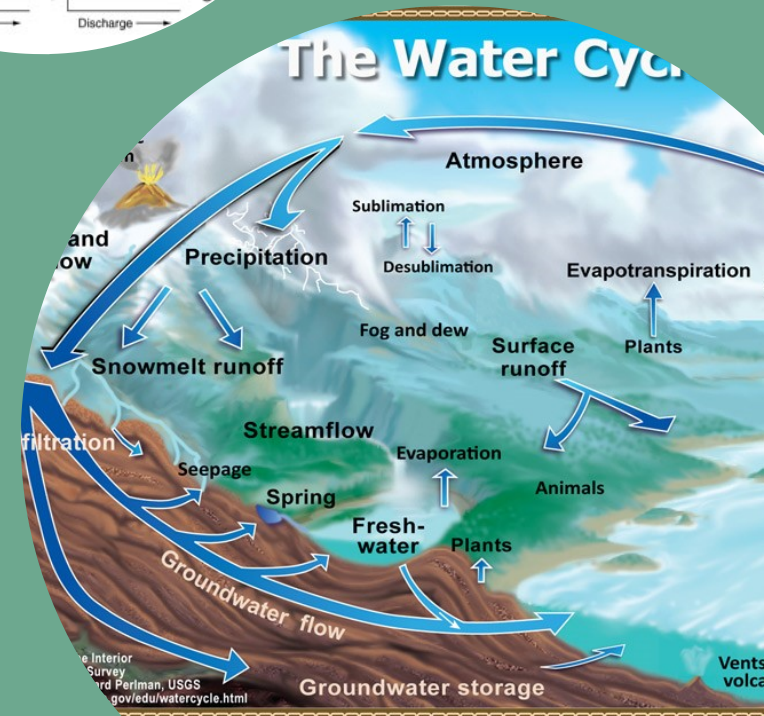 Discharge
The Water Cycl
Atmosphere
Sublimation
and
ow
Precipitation
Desublimation
Evapotranspiration
Fog and dew
Surface
runoff
Plants
Snowmelt runoff
Streamflow
filtration
Evaporation
Seepage
Animals
Spring
Fresh-
water
Plants
Groundwater flow
e Interior
Survey
ard Perlman, USGS
gov/edu/watercycle.html
Groundwater storage
Vents
volca